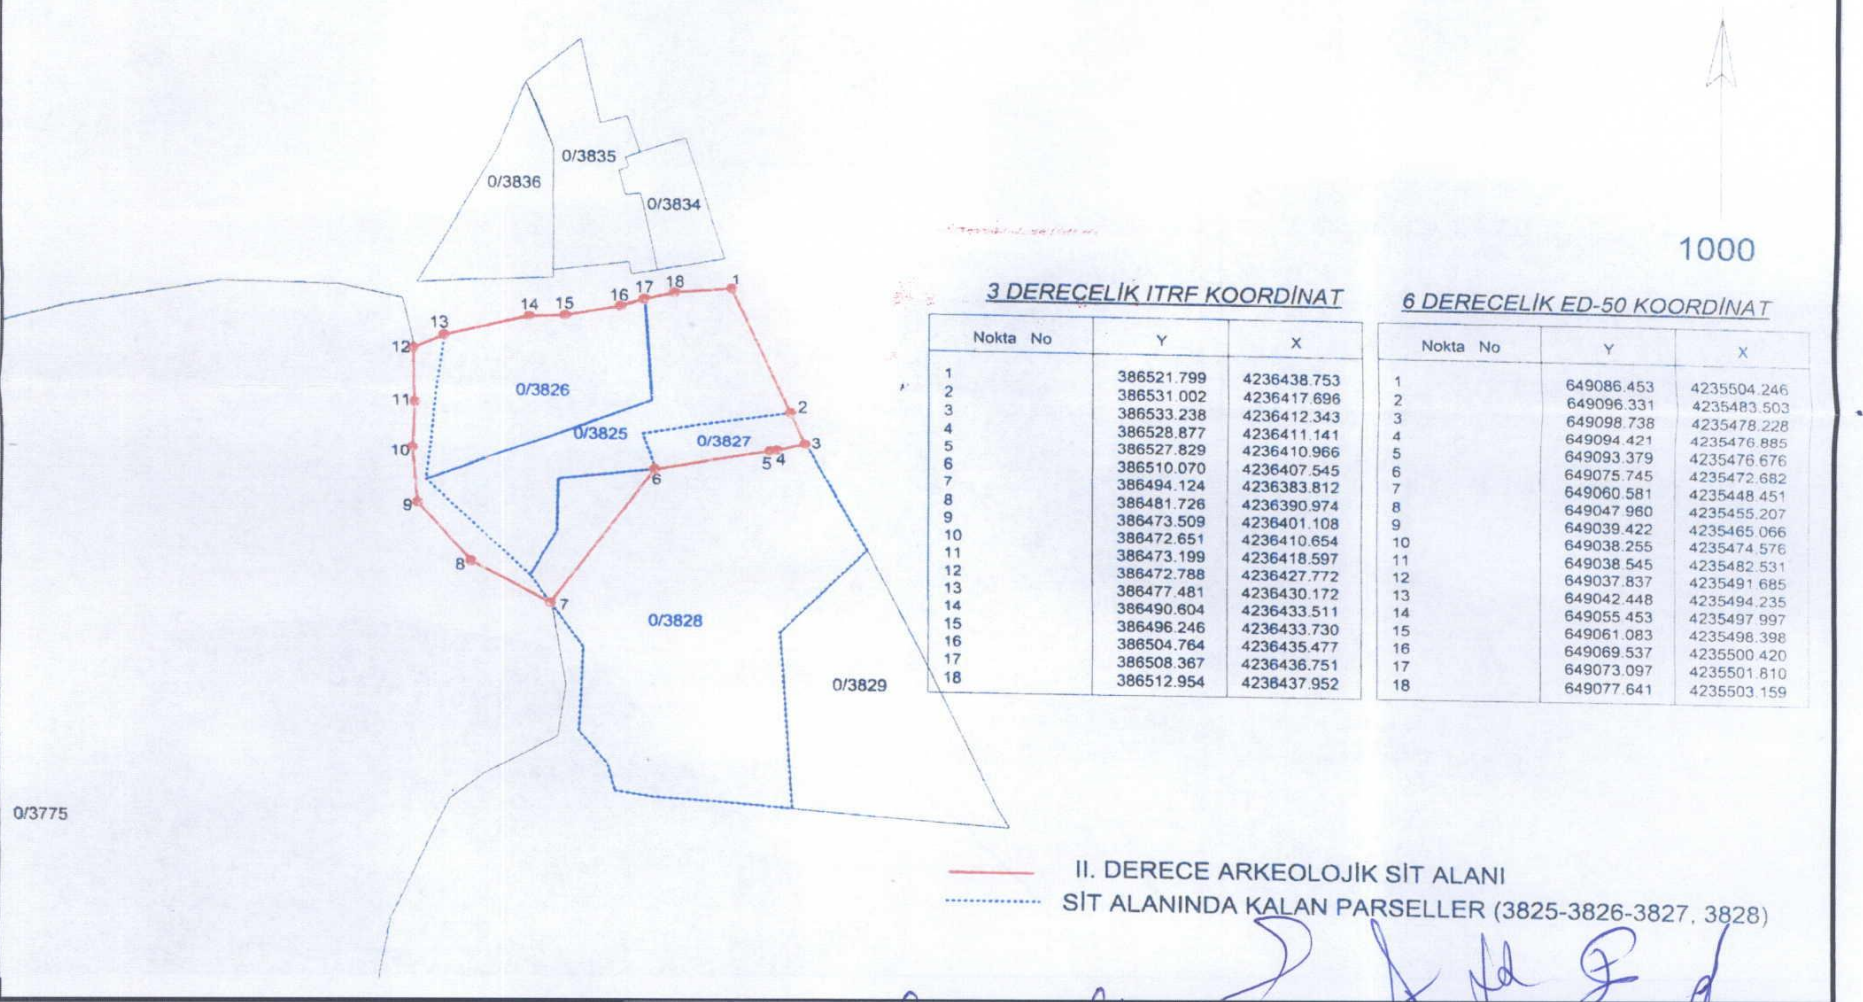 0/3835
0/3836
0/3834
1000
1
18
17
16
15
14
13
12
11
10
9
8
7
6
5 4
3
2
0/3826
0/3825
0/3827
0/3828
0/3829
0/3775
3 DERECELİK ITRF KOORDİNAT
Nokta No Y X
1 386521.799 4236438.753
2 386531.002 4236417.696
3 386533.238 4236412.343
4 386528.877 4236411.141
5 386527.829 4236410.966
6 386510.070 4236407.545
7 386494.124 4236383.812
8 386481.726 4236390.974
9 386473.509 4236401.108
10 386472.651 4236410.654
11 386473.199 4236418.597
12 386472.788 4236427.772
13 386477.481 4236430.172
14 386490.604 4236433.511
15 386496.246 4236433.730
16 386504.764 4236435.477
17 386508.367 4236436.751
18 386512.954 4236437.952
6 DERECELİK ED-50 KOORDİNAT
Nokta No Y X
1 649086.453 4235504.246
2 649096.331 4235483.503
3 649098.738 4235478.228
4 649094.421 4235476.885
5 649093.379 4235476.676
6 649075.745 4235472.682
7 649060.581 4235448.451
8 649047.960 4235455.207
9 649039.422 4235465.066
10 649038.255 4235474.576
11 649038.545 4235482.531
12 649037.837 4235491.685
13 649042.448 4235494.235
14 649055.453 4235497.997
15 649061.083 4235498.398
16 649069.537 4235500.420
17 649073.097 4235501.810
18 649077.641 4235503.159
II. DERECE ARKEOLOJİK SİT ALANI
SİT ALANINDA KALAN PARSELLER (3825-3826-3827, 3828)